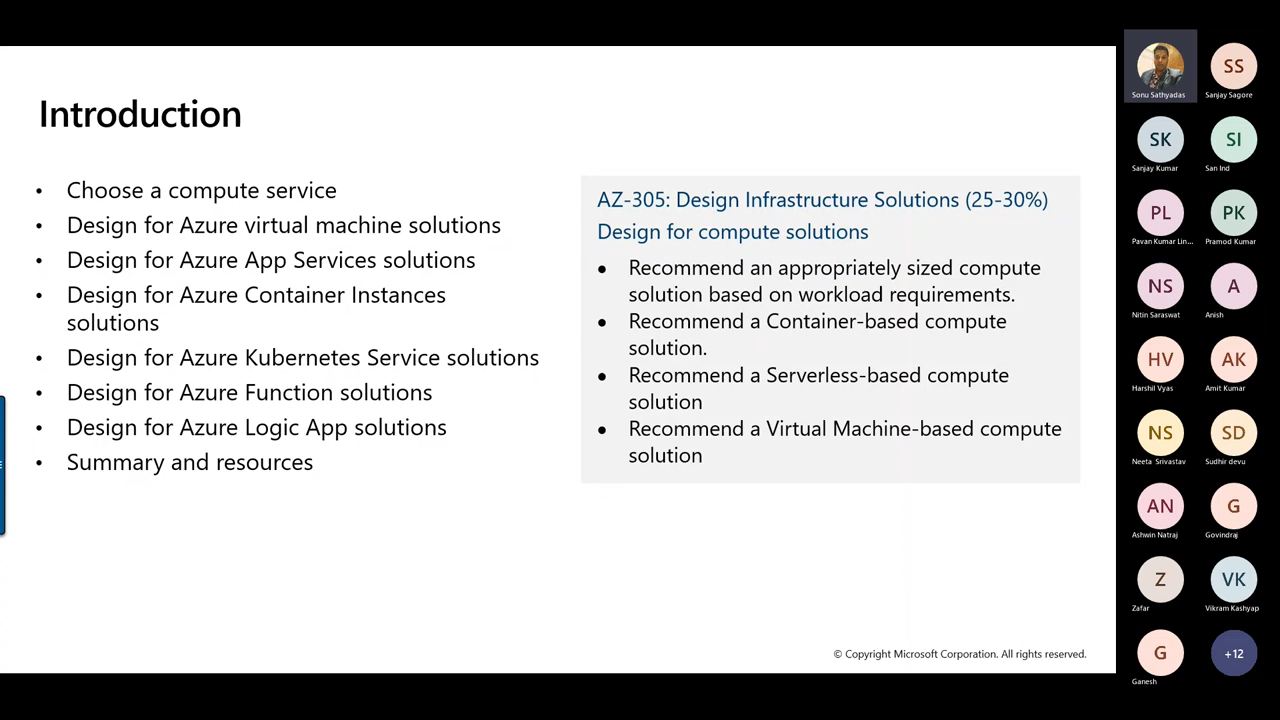 Introduction
• Choose a compute service
• Design for Azure virtual machine solutions
• Design for Azure App Services solutions
• Design for Azure Container Instances
solutions
• Design for Azure Kubernetes Service solutions
• Design for Azure Function solutions
• Design for Azure Logic App solutions
• Summary and resources
AZ-305: Design Infrastructure Solutions (25-30%)
Design for compute solutions
• Recommend an appropriately sized compute
solution based on workload requirements.
• Recommend a Container-based compute
solution.
• Recommend a Serverless-based compute
solution
• Recommend a Virtual Machine-based compute
solution
© Copyright Microsoft Corporation. All rights reserved.
Sonu Sathyadas
SS
Sanjay Sagore
SK
Sanjay Kumar
SI
San Ind
PL
Pavan Kumar Lin...
PK
Pramod Kumar
NS
Nitin Saraswat
A
Anish
HV
Harshil Vyas
AK
Amit Kumar
NS
Neeta Srivastav
SD
Sudhir devu
AN
Ashwin Natraj
G
Govindraj
Z
Zafar
VK
Vikram Kashyap
G
Ganesh
+12